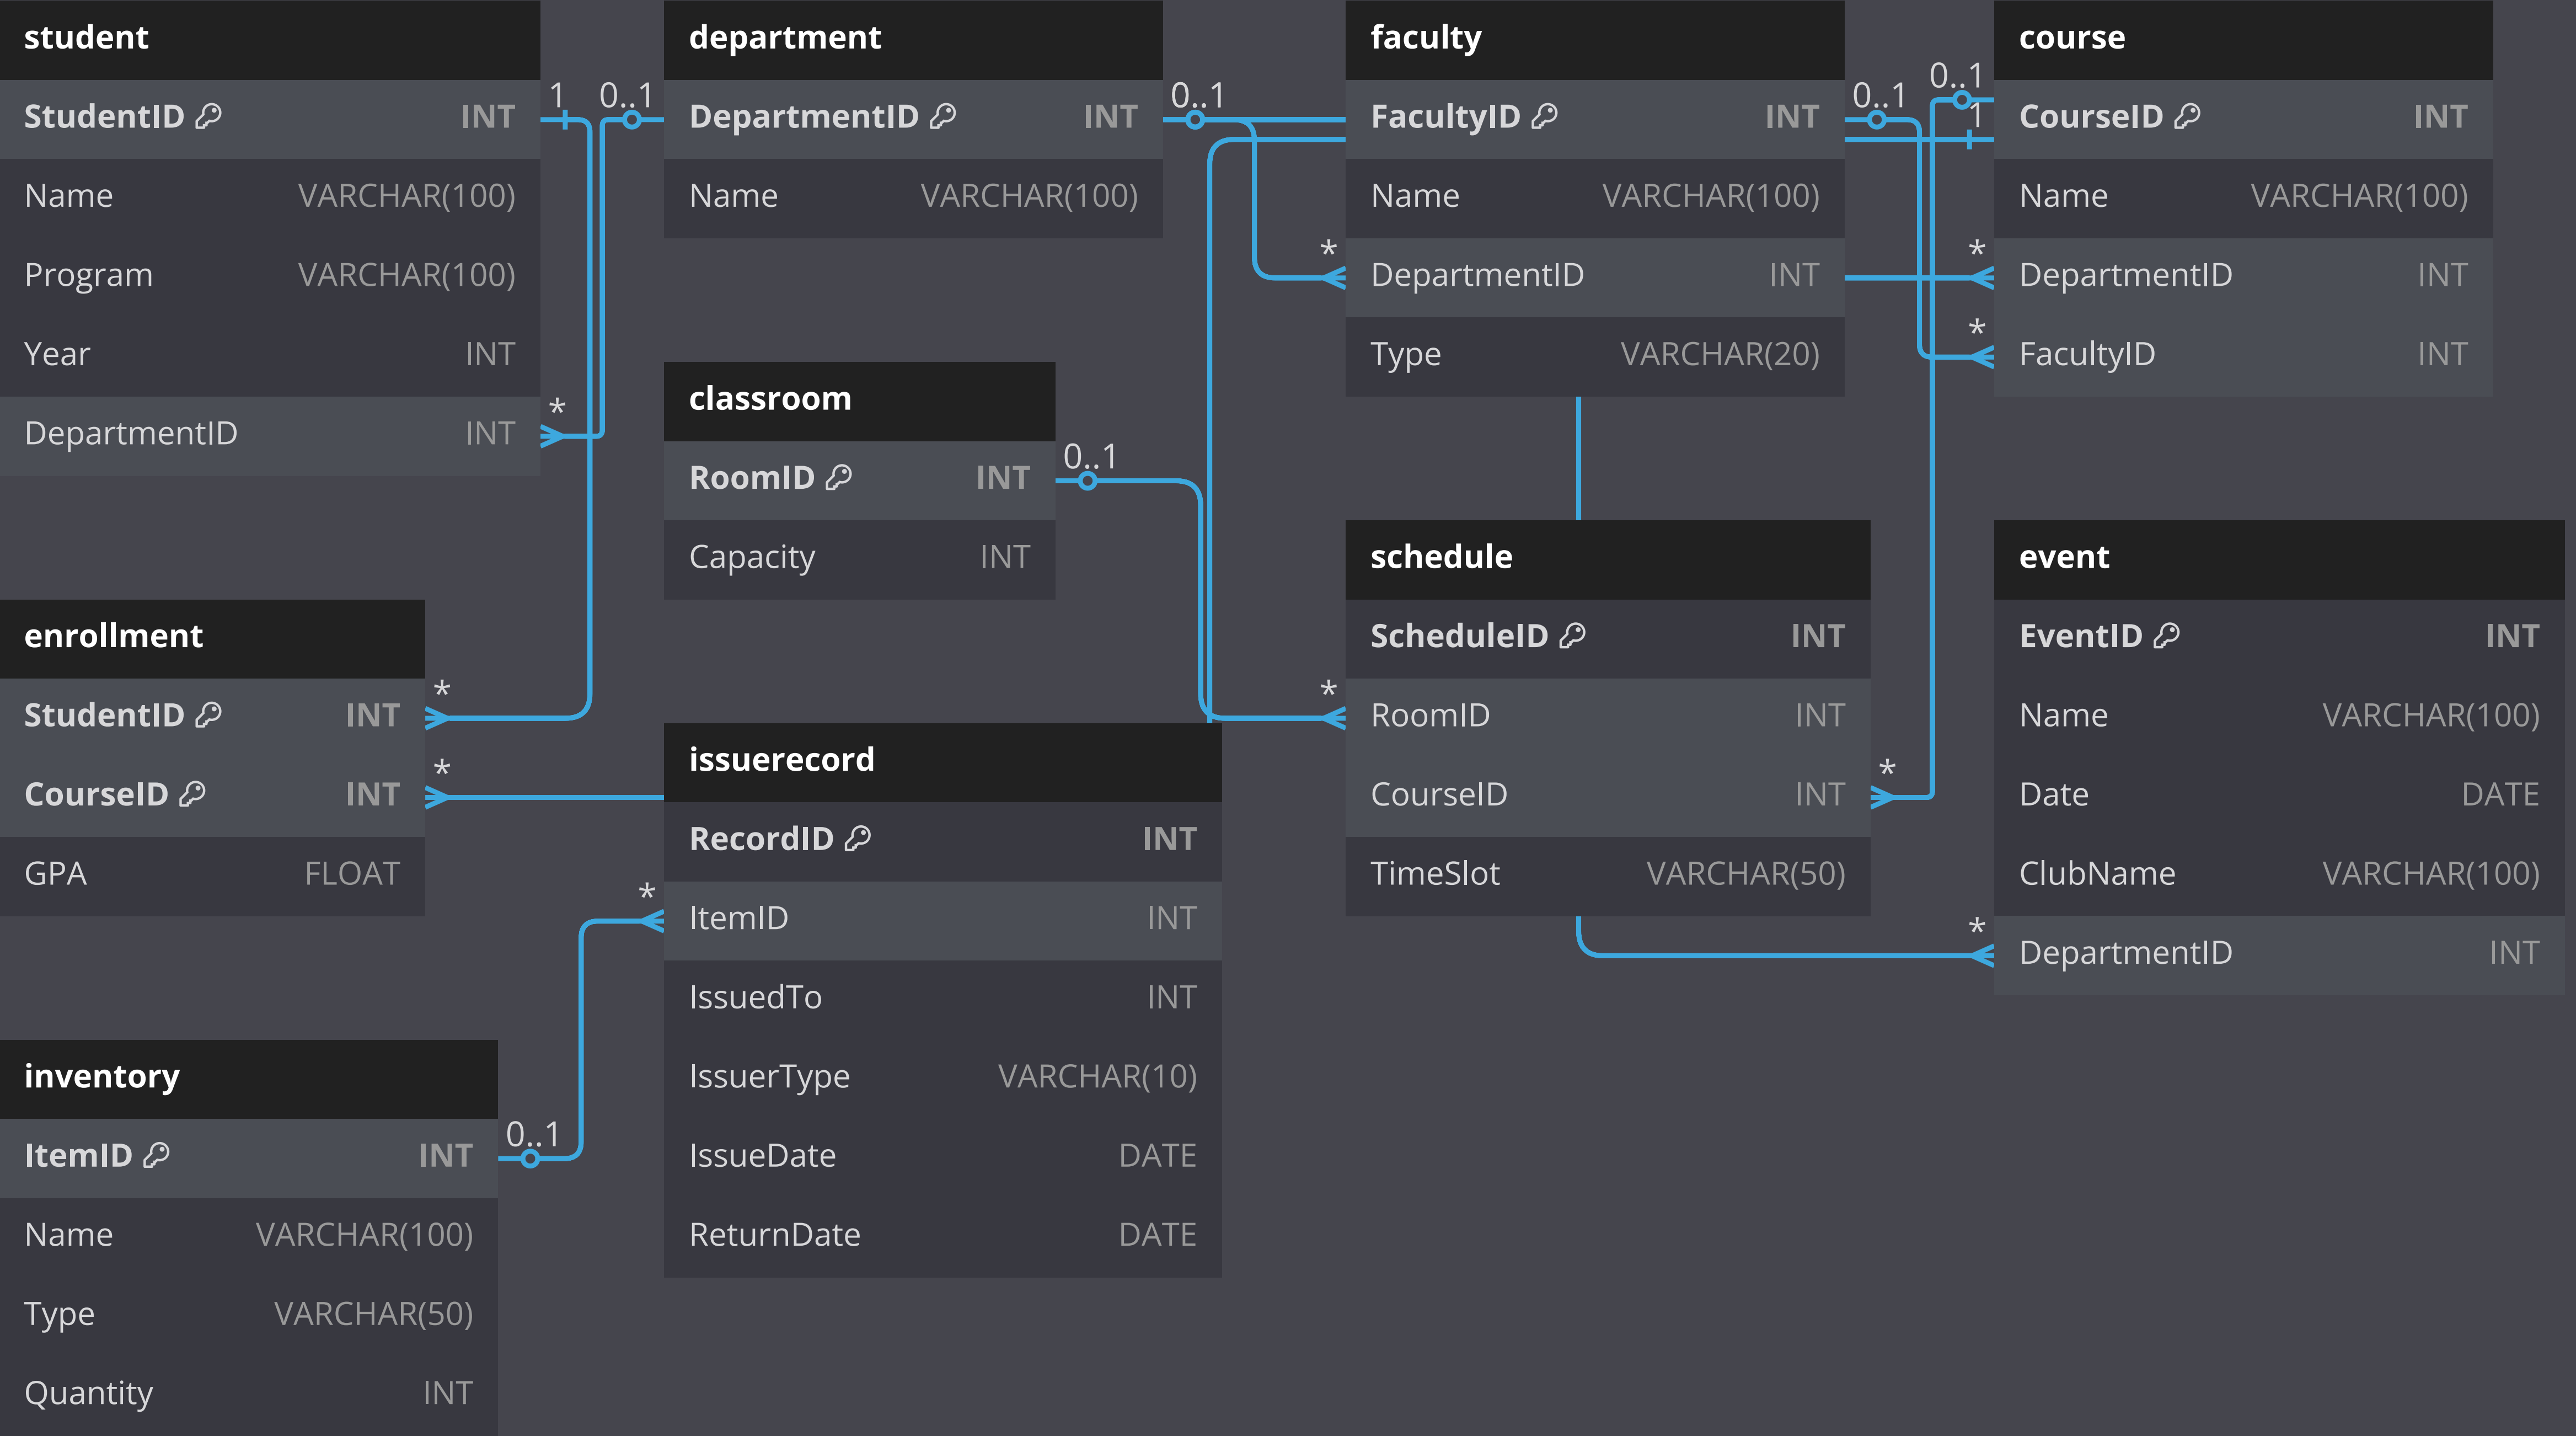 student
StudentID INT
Name VARCHAR(100)
Program VARCHAR(100)
Year INT
DepartmentID INT
1
*
0..1
department
DepartmentID INT
Name VARCHAR(100)
0..1
*
faculty
FacultyID INT
Name VARCHAR(100)
DepartmentID INT
Type VARCHAR(20)
0..1
0..1
1
*
*
course
CourseID INT
Name VARCHAR(100)
DepartmentID INT
FacultyID INT
classroom
RoomID INT
Capacity INT
0..1
*
schedule
ScheduleID INT
RoomID INT
CourseID INT
TimeSlot VARCHAR(50)
*
event
EventID INT
Name VARCHAR(100)
Date DATE
ClubName VARCHAR(100)
DepartmentID INT
*
enrollment
StudentID INT
CourseID INT
GPA FLOAT
*
*
issuerecord
RecordID INT
ItemID INT
IssuedTo INT
IssuerType VARCHAR(10)
IssueDate DATE
ReturnDate DATE
*
inventory
ItemID INT
Name VARCHAR(100)
Type VARCHAR(50)
Quantity INT
0..1